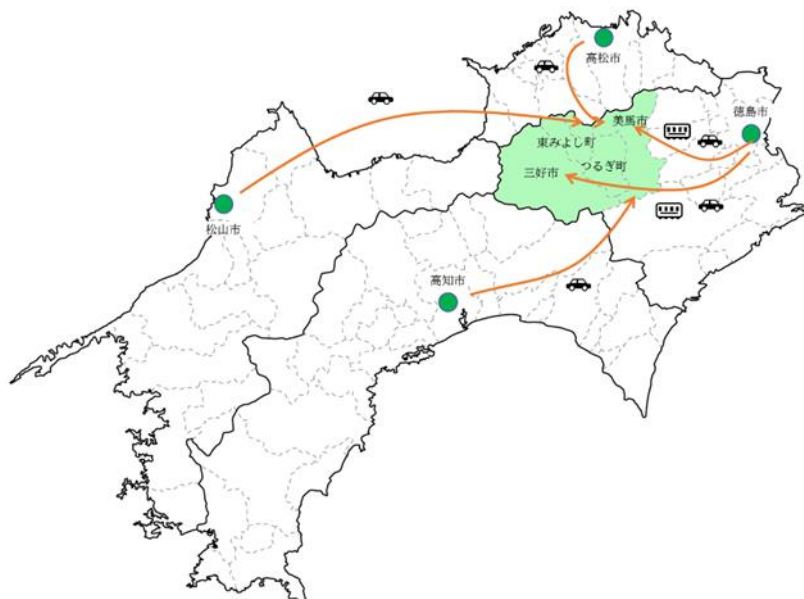 高松市
徳島市
美馬市
東みよし町
つるぎ町
三好市
松山市
高知市